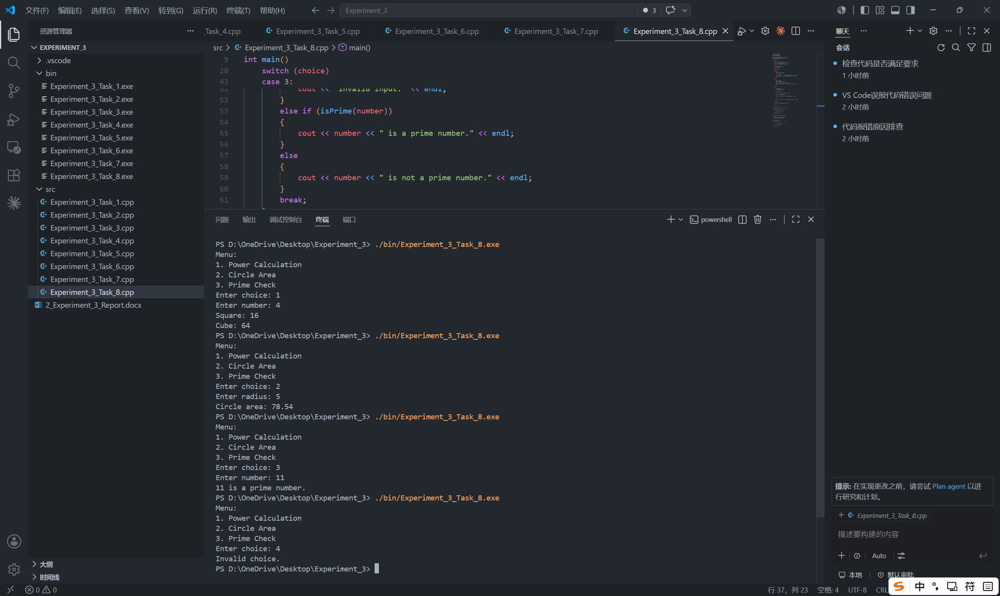 文件(F) 编辑(E) 选择(S) 查看(V) 转到(G) 运行(R) 终端(T) 帮助(H)
Experiment_3
3
资源管理器
EXPERIMENT_3
.vscode
bin
Experiment_3_Task_1.exe
Experiment_3_Task_2.exe
Experiment_3_Task_3.exe
Experiment_3_Task_4.exe
Experiment_3_Task_5.exe
Experiment_3_Task_6.exe
Experiment_3_Task_7.exe
Experiment_3_Task_8.exe
src
Experiment_3_Task_1.cpp
Experiment_3_Task_2.cpp
Experiment_3_Task_3.cpp
Experiment_3_Task_4.cpp
Experiment_3_Task_5.cpp
Experiment_3_Task_6.cpp
Experiment_3_Task_7.cpp
Experiment_3_Task_8.cpp
2_Experiment_3_Report.docx
大纲
时间线
_Task_4.cpp Experiment_3_Task_5.cpp Experiment_3_Task_6.cpp Experiment_3_Task_7.cpp Experiment_3_Task_8.cpp
src > Experiment_3_Task_8.cpp > main()
9 int main()
20 switch (choice)
43 case 3:
51 cout << "Invalid input." << endl;
52 }
53 else if (isPrime(number))
54 {
55 cout << number << " is a prime number." << endl;
56 }
57 else
58 {
59 cout << number << " is not a prime number." << endl;
60 }
61 break;
问题 输出 调试控制台 终端 端口
powershell
PS D:\OneDrive\Desktop\Experiment_3> ./bin/Experiment_3_Task_8.exe
Menu:
1. Power Calculation
2. Circle Area
3. Prime Check
Enter choice: 1
Enter number: 4
Square: 16
Cube: 64
PS D:\OneDrive\Desktop\Experiment_3> ./bin/Experiment_3_Task_8.exe
Menu:
1. Power Calculation
2. Circle Area
3. Prime Check
Enter choice: 2
Enter radius: 5
Circle area: 78.54
PS D:\OneDrive\Desktop\Experiment_3> ./bin/Experiment_3_Task_8.exe
Menu:
1. Power Calculation
2. Circle Area
3. Prime Check
Enter choice: 3
Enter number: 11
11 is a prime number.
PS D:\OneDrive\Desktop\Experiment_3> ./bin/Experiment_3_Task_8.exe
Menu:
1. Power Calculation
2. Circle Area
3. Prime Check
Enter choice: 4
Invalid choice.
PS D:\OneDrive\Desktop\Experiment_3>
聊天
会话
检查代码是否满足要求
1 小时前
VS Code误报代码错误问题
2 小时前
代码报错原因排查
2 小时前
提示: 在实现更改之前，请尝试 Plan agent 以进
行研究和计划。
Experiment_3_Task_8.cpp
描述要构建的内容
Auto
本地 默认审批
0 0
行 37，列 23 空格: 4 UTF-8 CRL
中 符